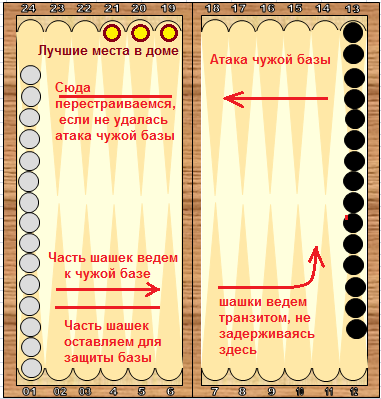 24 23 22 21 20 19 18 17 16 15 14 13
Лучшие места в доме
Атака чужой базы
Сюда
перестраиваемся,
если не удалась
атака чужой базы
Часть шашек ведем
к чужой базе
Часть шашек
оставляем для
защиты базы
шашки ведем
транзитом, не
задерживаясь
здесь
01 02 03 4 5 6 7 8 9 10 11 12